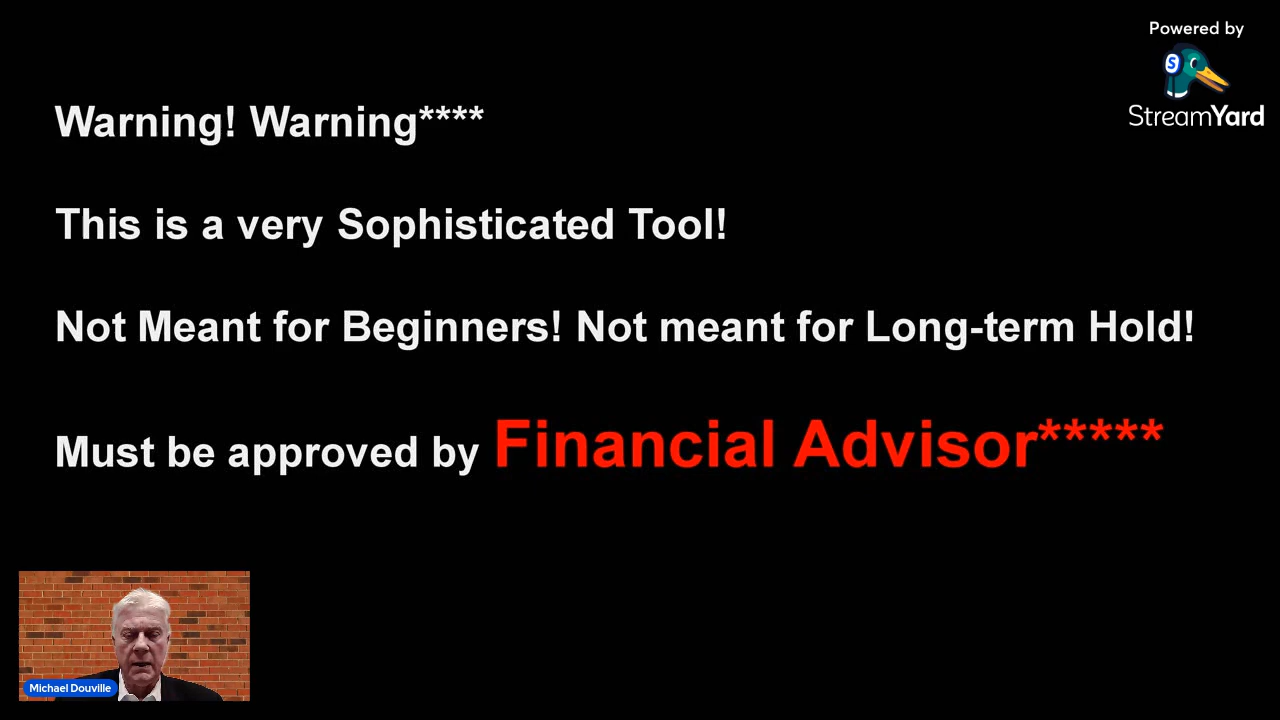 Powered by
S
StreamYard
Warning! Warning****
This is a very Sophisticated Tool!
Not Meant for Beginners! Not meant for Long-term Hold!
Must be approved by Financial Advisor*****
Michael Douville